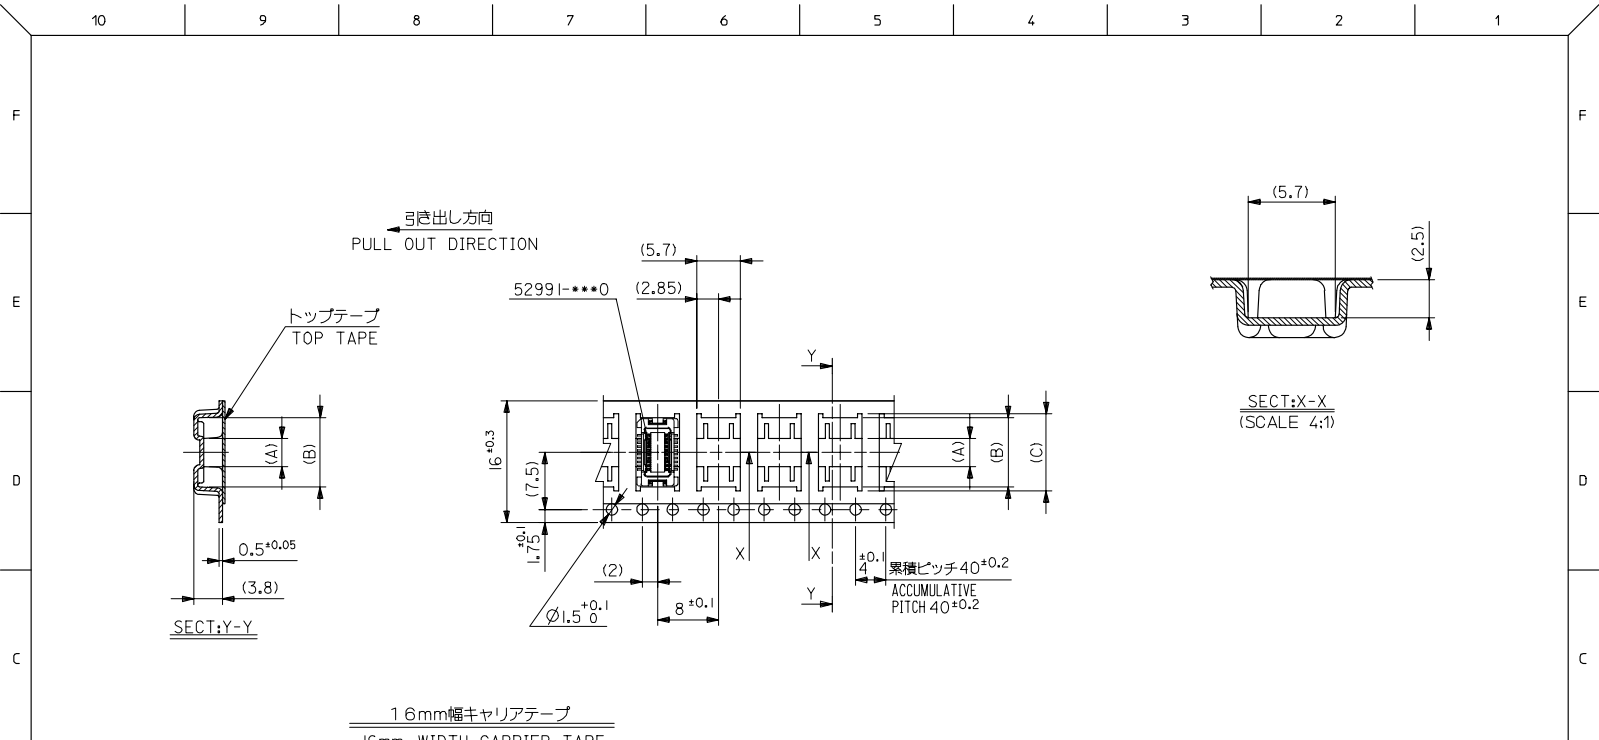 10 9 8 7 6 5 4 3 2 1
F
F
(5.7)
(2.5)
引き出し方向
PULL OUT DIRECTION
(5.7)
52991-***0
(2.85)
E
E
トップテープ
TOP TAPE
Y
SECT:X-X
(SCALE 4:1)
(A)
(B)
16±0.3
(7.5)
1.75±0.1
(A)
(B)
(C)
D
D
X
X
0.5±0.05
(2)
4±0.1
累積ピッチ40±0.2
ACCUMULATIVE
PITCH 40±0.2
(3.8)
Ø1.5 +0.1 0
8±0.1
Y
SECT:Y-Y
C
C
16mm幅キャリアテープ
16mm WIDTH CARRIER TAPE